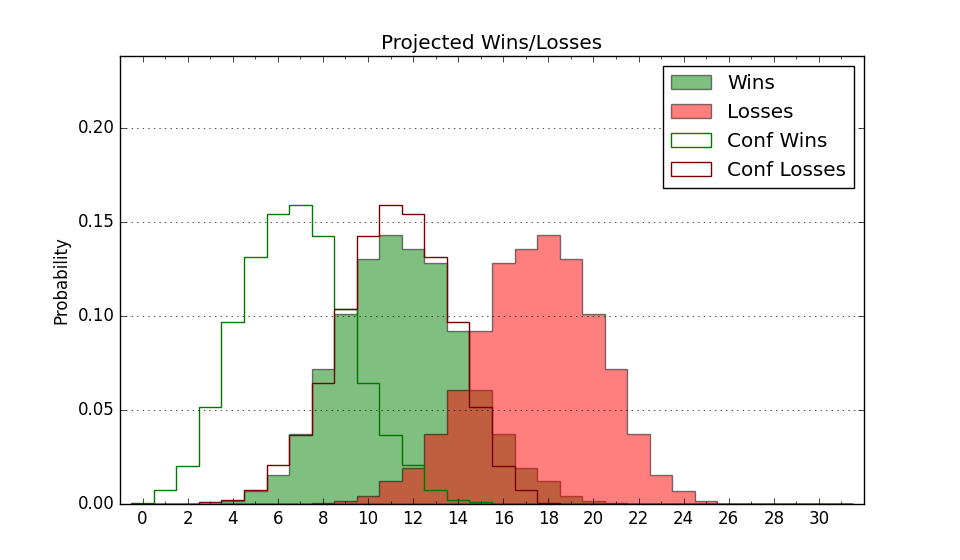 Projected Wins/Losses
Wins
Losses
Conf Wins
Conf Losses
Probability
0.20
0.15
0.10
0.05
0.00
0 2 4 6 8 10 12 14 16 18 20 22 24 26 28 30